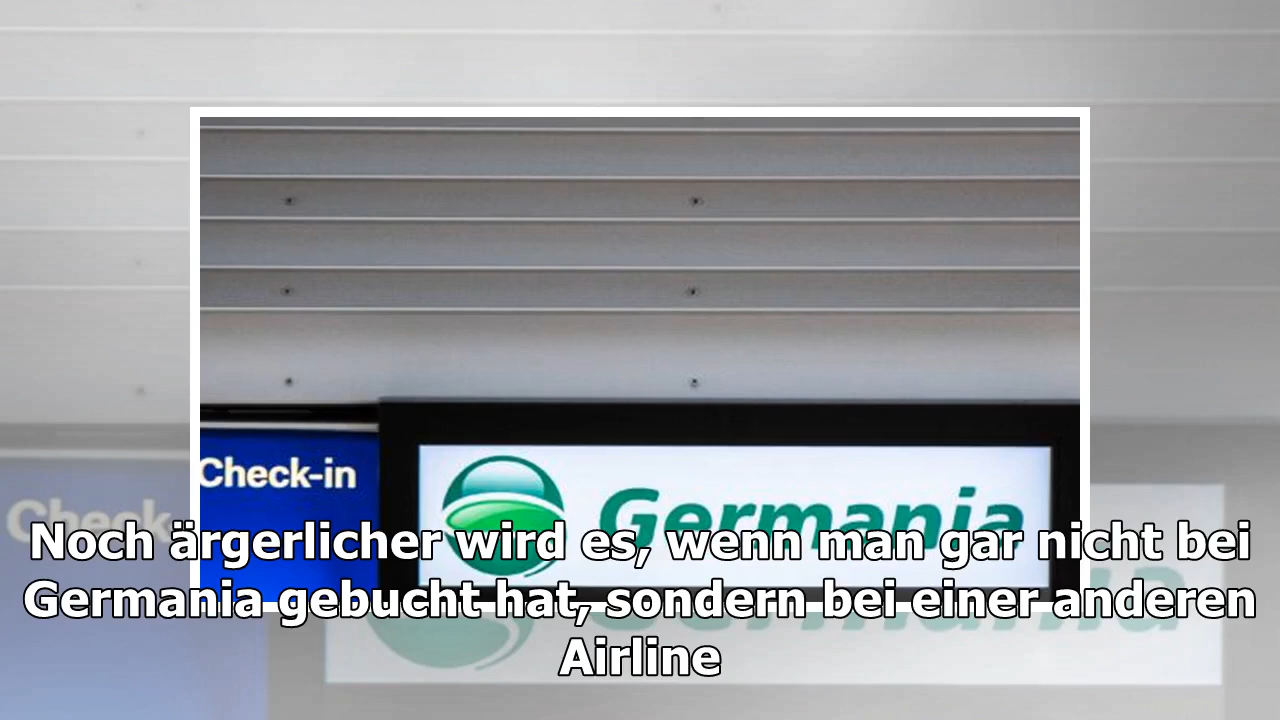 Check-in
Germania
Noch ärgerlicher wird es, wenn man gar nicht bei
Germania gebucht hat, sondern bei einer anderen
Airline